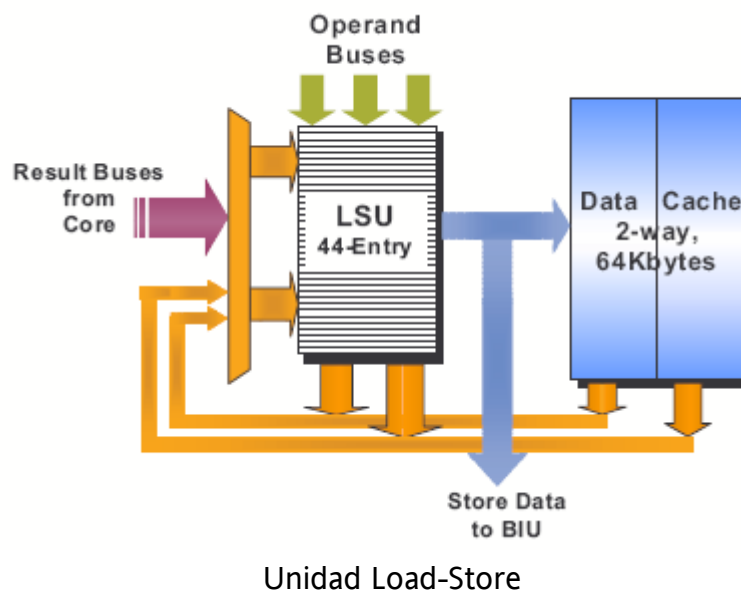 Operand
Buses
Result Buses
from
Core
LSU
44-Entry
Data Cache
2-way,
64Kbytes
Store Data
to BIU
Unidad Load-Store